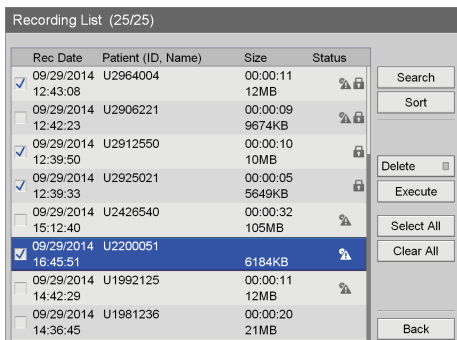 Recording List (25/25)
Rec Date Patient (ID, Name) Size Status
09/29/2014 U2964004 00:00:11
12:43:08 12MB
09/29/2014 U2906221 00:00:09
12:42:23 9674KB
09/29/2014 U2912550 00:00:10
12:39:50 10MB
09/29/2014 U2925021 00:00:05
12:39:33 5649KB
09/29/2014 U2426540 00:00:32
15:12:40 105MB
09/29/2014 U2200051
16:45:51 6184KB
09/29/2014 U1992125 00:00:11
14:42:29 12MB
09/29/2014 U1981236 00:00:20
14:36:45 21MB
Search
Sort
Delete
Execute
Select All
Clear All
Back